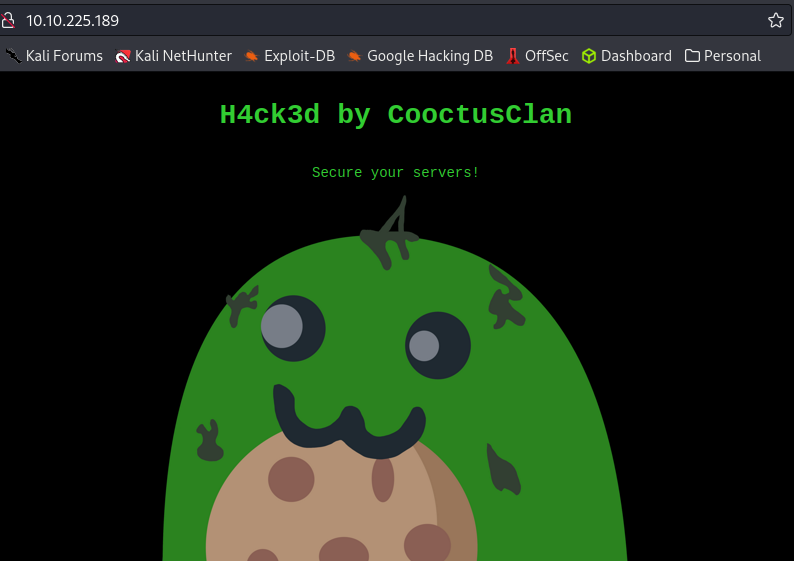 10.10.225.189
Kali Forums Kali NetHunter Exploit-DB Google Hacking DB OffSec Dashboard Personal
H4ck3d by CooctusClan
Secure your servers!